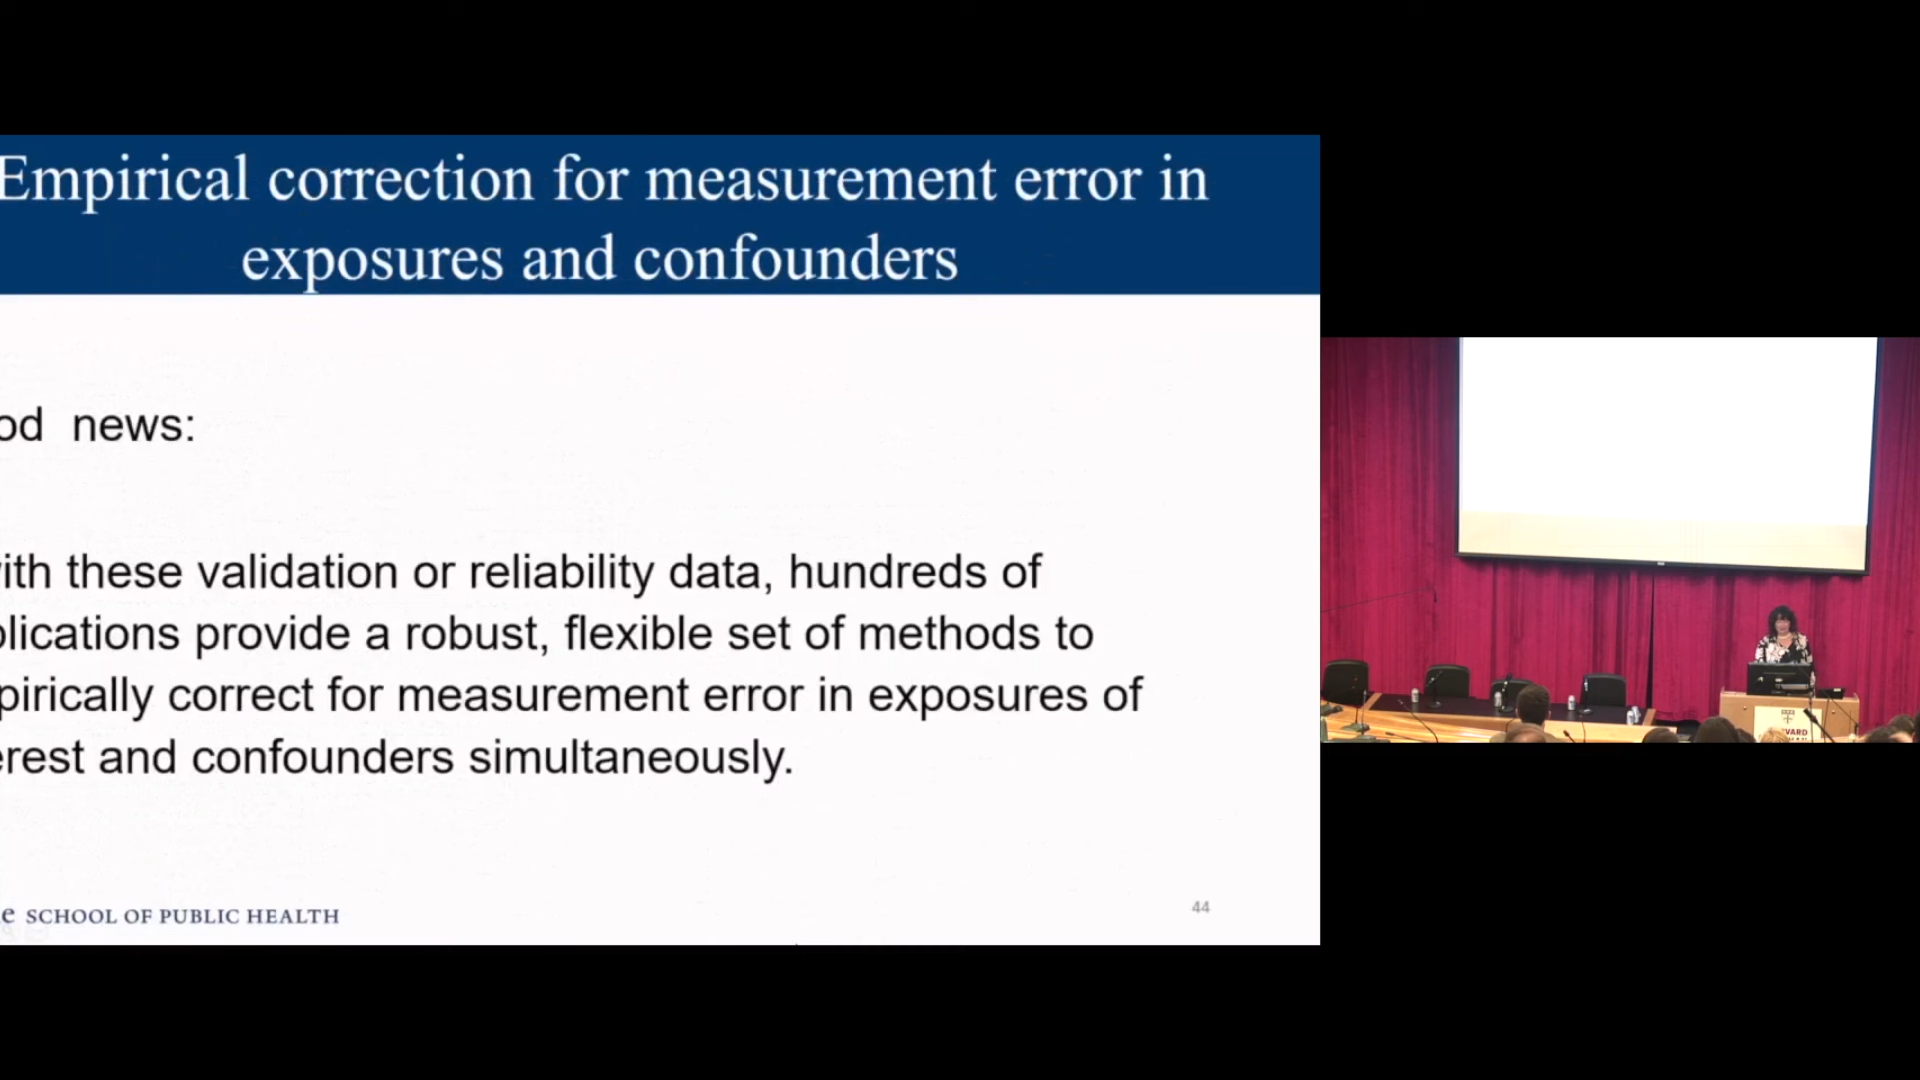 Empirical correction for measurement error in
exposures and confounders
od news:
ith these validation or reliability data, hundreds of
lications provide a robust, flexible set of methods to
pirically correct for measurement error in exposures of
erest and confounders simultaneously.
e SCHOOL OF PUBLIC HEALTH
44
VARD